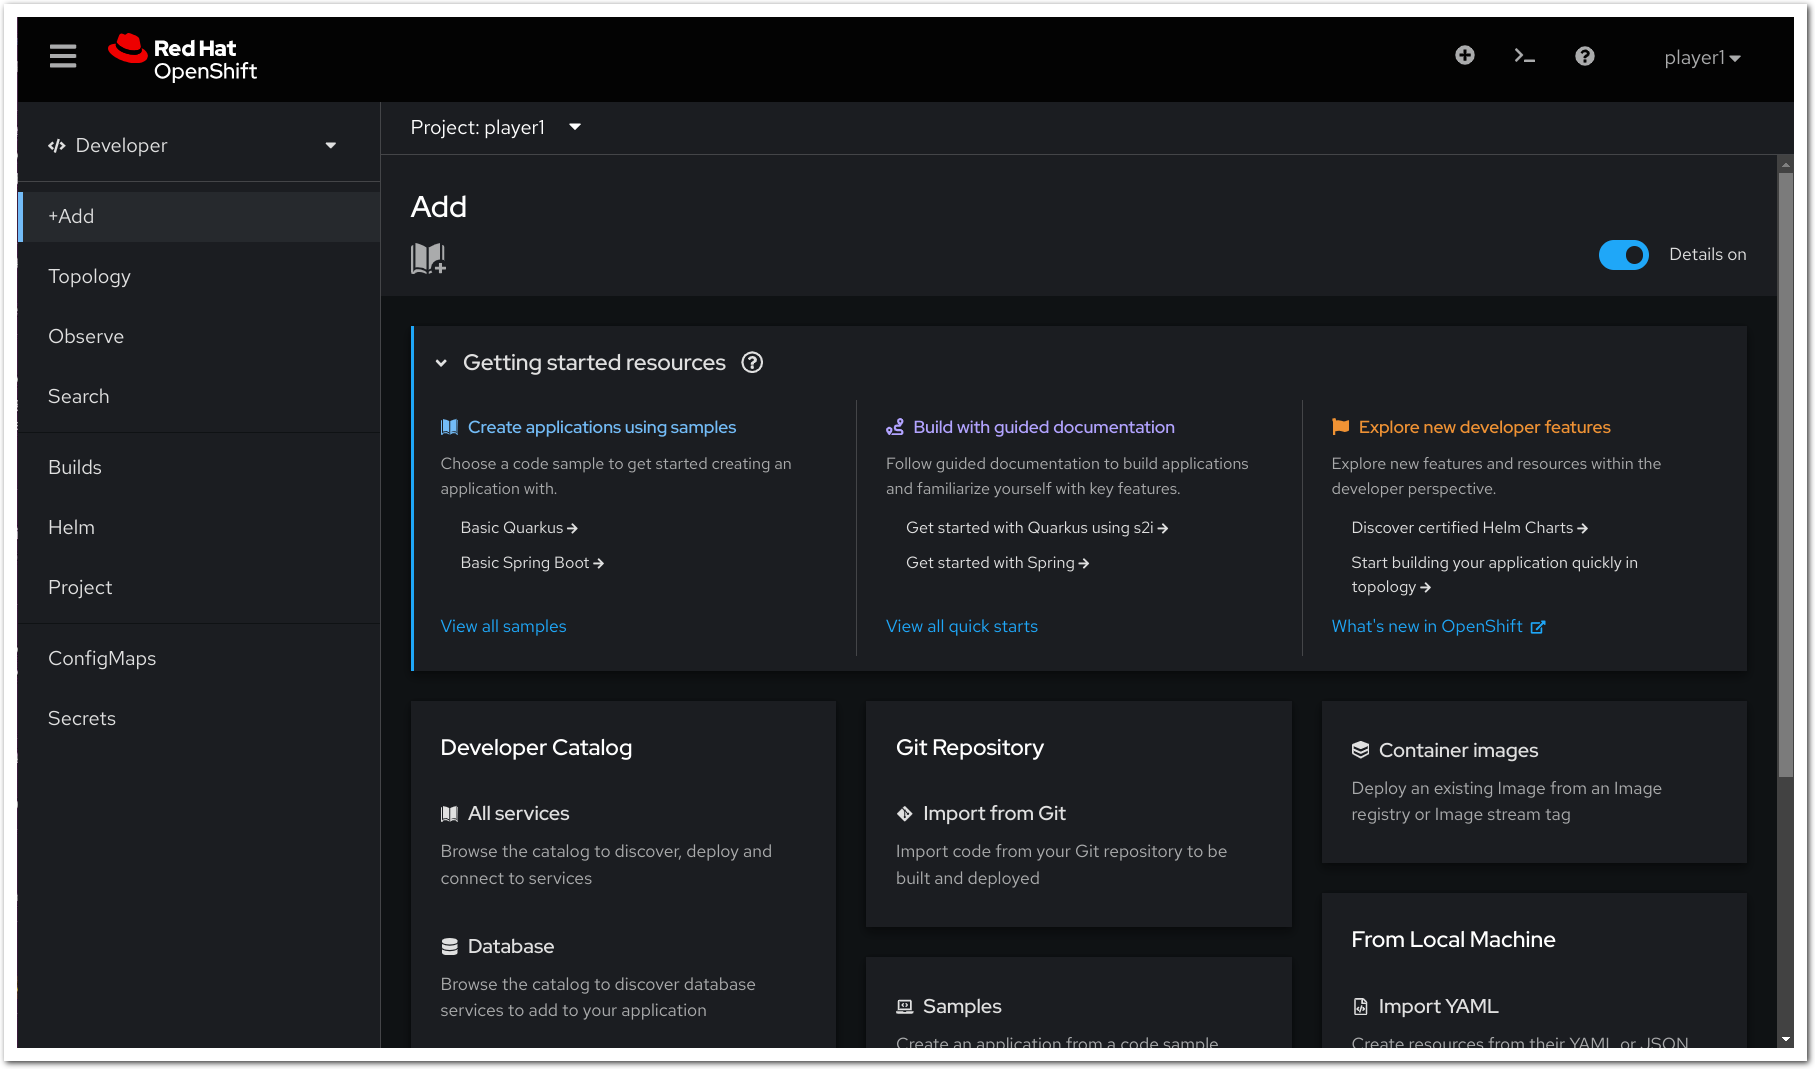 Red Hat
OpenShift
player1
Developer
+Add
Topology
Observe
Search
Builds
Helm
Project
ConfigMaps
Secrets
Project: player1
Add
Details on
Getting started resources
Create applications using samples
Choose a code sample to get started creating an
application with.
Basic Quarkus
Basic Spring Boot
View all samples
Build with guided documentation
Follow guided documentation to build applications
and familiarize yourself with key features.
Get started with Quarkus using s2i
Get started with Spring
View all quick starts
Explore new developer features
Explore new features and resources within the
developer perspective.
Discover certified Helm Charts
Start building your application quickly in
topology
What's new in OpenShift
Developer Catalog
All services
Browse the catalog to discover, deploy and
connect to services
Database
Browse the catalog to discover database
services to add to your application
Git Repository
Import from Git
Import code from your Git repository to be
built and deployed
Samples
Create an application from a code sample
Container images
Deploy an existing Image from an Image
registry or Image stream tag
From Local Machine
Import YAML
Create resources from their YAML or JSON